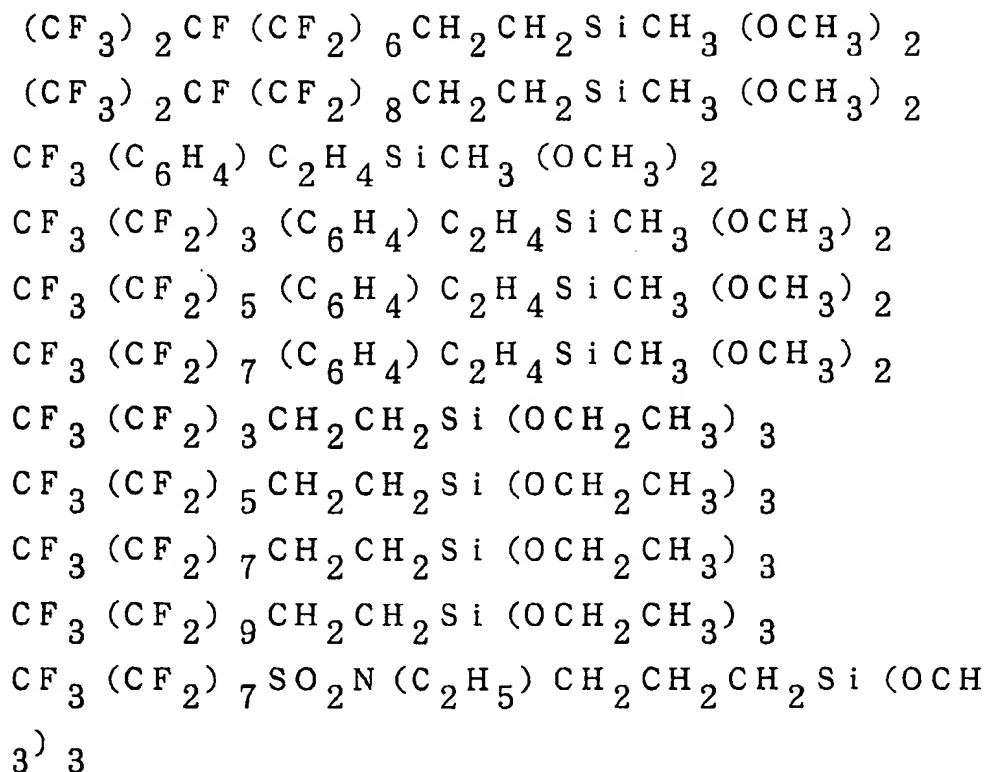 (CF₃)₂CF(CF₂)₆CH₂CH₂SiCH₃(OCH₃)₂
(CF₃)₂CF(CF₂)₈CH₂CH₂SiCH₃(OCH₃)₂
CF₃(C₆H₄)C₂H₄SiCH₃(OCH₃)₂
CF₃(CF₂)₃(C₆H₄)C₂H₄SiCH₃(OCH₃)₂
CF₃(CF₂)₅(C₆H₄)C₂H₄SiCH₃(OCH₃)₂
CF₃(CF₂)₇(C₆H₄)C₂H₄SiCH₃(OCH₃)₂
CF₃(CF₂)₃CH₂CH₂Si(OCH₂CH₃)₃
CF₃(CF₂)₅CH₂CH₂Si(OCH₂CH₃)₃
CF₃(CF₂)₇CH₂CH₂Si(OCH₂CH₃)₃
CF₃(CF₂)₉CH₂CH₂Si(OCH₂CH₃)₃
CF₃(CF₂)₇SO₂N(C₂H₅)CH₂CH₂CH₂Si(OCH
₃)₃